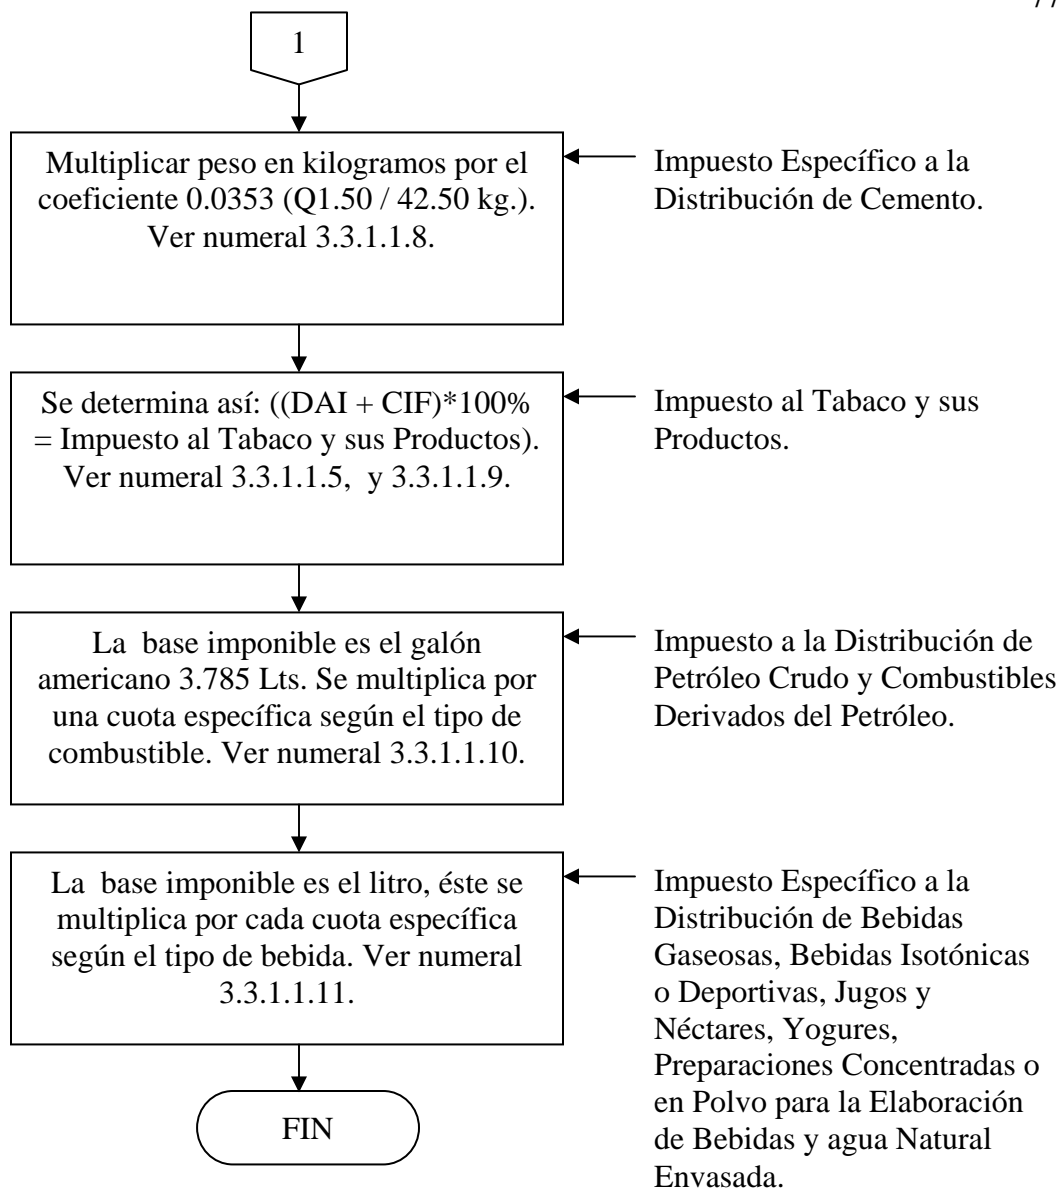 1
Multiplicar peso en kilogramos por el
coeficiente 0.0353 (Q1.50 / 42.50 kg.).
Ver numeral 3.3.1.1.8.
Impuesto Específico a la
Distribución de Cemento.
Se determina así: ((DAI + CIF)*100%
= Impuesto al Tabaco y sus Productos).
Ver numeral 3.3.1.1.5,  y 3.3.1.1.9.
Impuesto al Tabaco y sus
Productos.
La  base imponible es el galón
americano 3.785 Lts. Se multiplica por
una cuota específica según el tipo de
combustible. Ver numeral 3.3.1.1.10.
Impuesto a la Distribución de
Petróleo Crudo y Combustibles
Derivados del Petróleo.
La  base imponible es el litro, éste se
multiplica por cada cuota específica
según el tipo de bebida. Ver numeral
3.3.1.1.11.
Impuesto Específico a la
Distribución de Bebidas
Gaseosas, Bebidas Isotónicas
o Deportivas, Jugos y
Néctares, Yogures,
Preparaciones Concentradas o
en Polvo para la Elaboración
de Bebidas y agua Natural
Envasada.
FIN